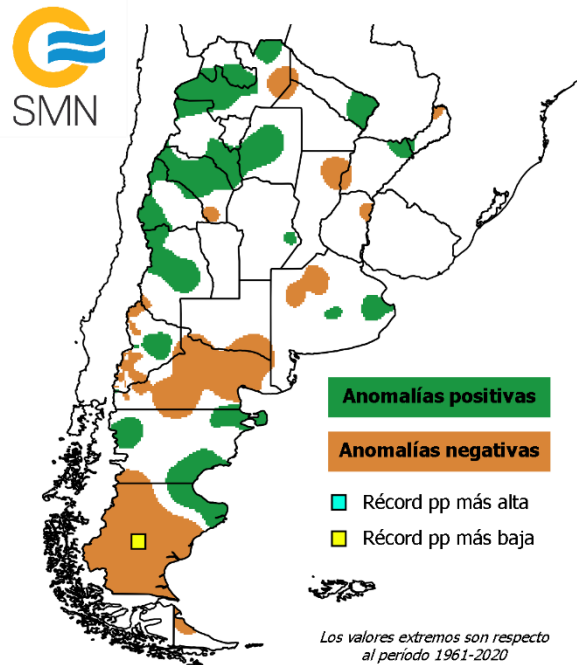 SMN
Anomalías positivas
Anomalías negativas
Récord pp más alta
Récord pp más baja
Los valores extremos son respecto
al período 1961-2020